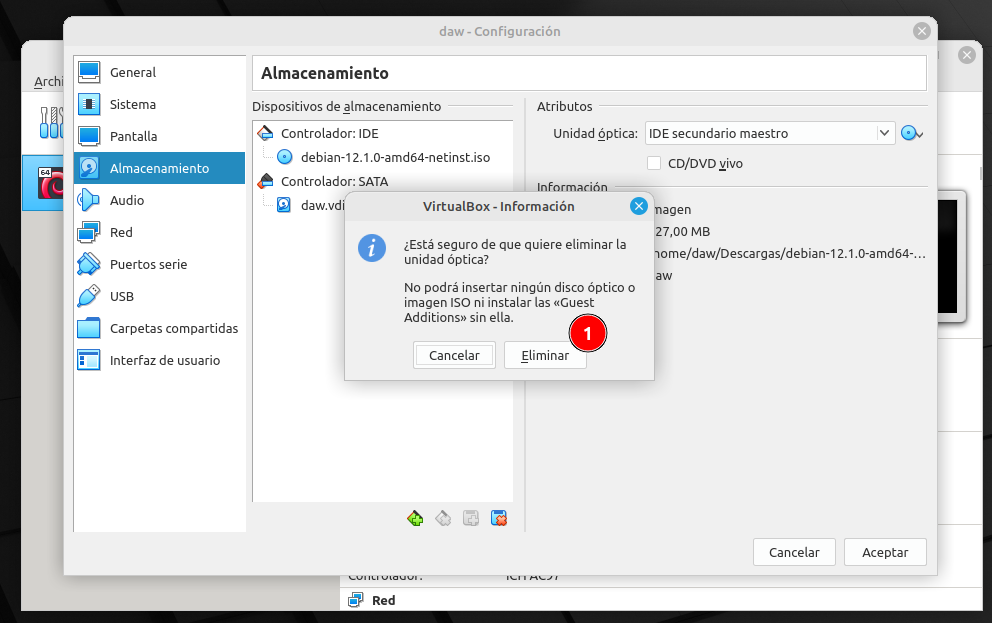 daw - Configuración
Archi
64
General
Sistema
Pantalla
Almacenamiento
Audio
Red
Puertos serie
USB
Carpetas compartidas
Interfaz de usuario
Almacenamiento
Dispositivos de almacenamiento
Controlador: IDE
debian-12.1.0-amd64-netinst.iso
Controlador: SATA
daw.vdi
Atributos
Unidad óptica:
IDE secundario maestro
CD/DVD vivo
Información
magen
27,00 MB
home/daw/Descargas/debian-12.1.0-amd64-...
aw
VirtualBox - Información
¿Está seguro de que quiere eliminar la
unidad óptica?
No podrá insertar ningún disco óptico o
imagen ISO ni instalar las «Guest
Additions» sin ella.
1
Cancelar
Eliminar
Cancelar
Aceptar
Controlador:
ICH AC97
Red